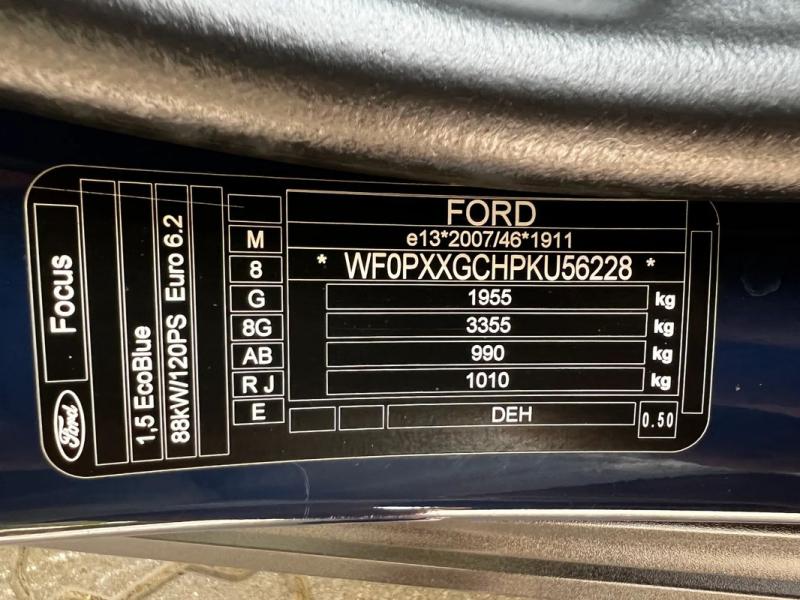 Ford
Focus
1,5 EcoBlue
88kW/120PS Euro 6.2
M
8
G
8G
AB
R J
E
FORD
e13*2007/46*1911
* WF0PXXGCHPKU56228 *
1955 kg
3355 kg
990 kg
1010 kg
DEH
0.50